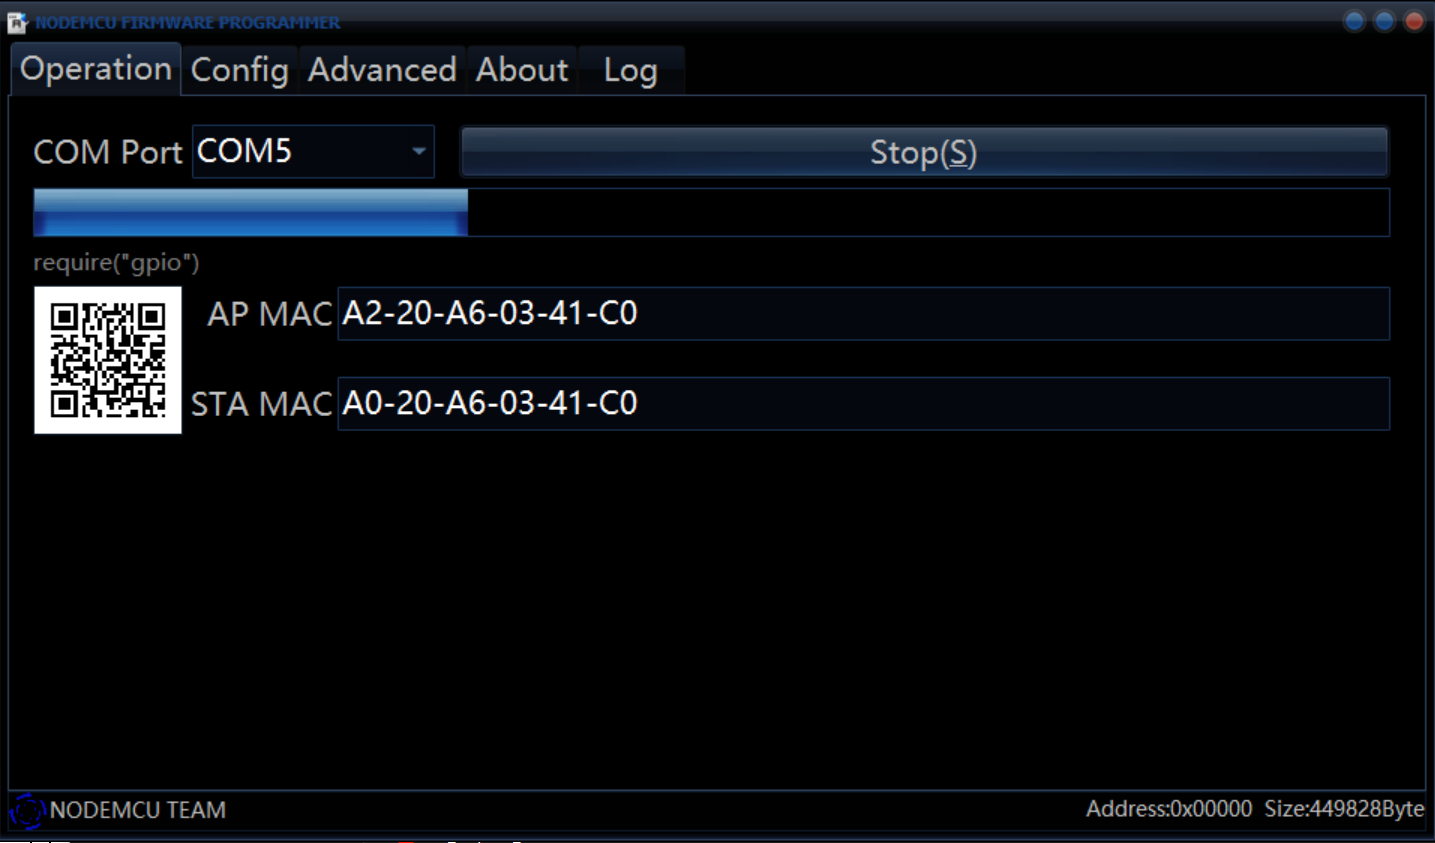 NODEMCU FIRMWARE PROGRAMMER
Operation Config Advanced About Log
COM Port COM5 Stop(S)
require("gpio")
AP MAC A2-20-A6-03-41-C0
STA MAC A0-20-A6-03-41-C0
NODEMCU TEAM Address:0x00000 Size:449828Byte